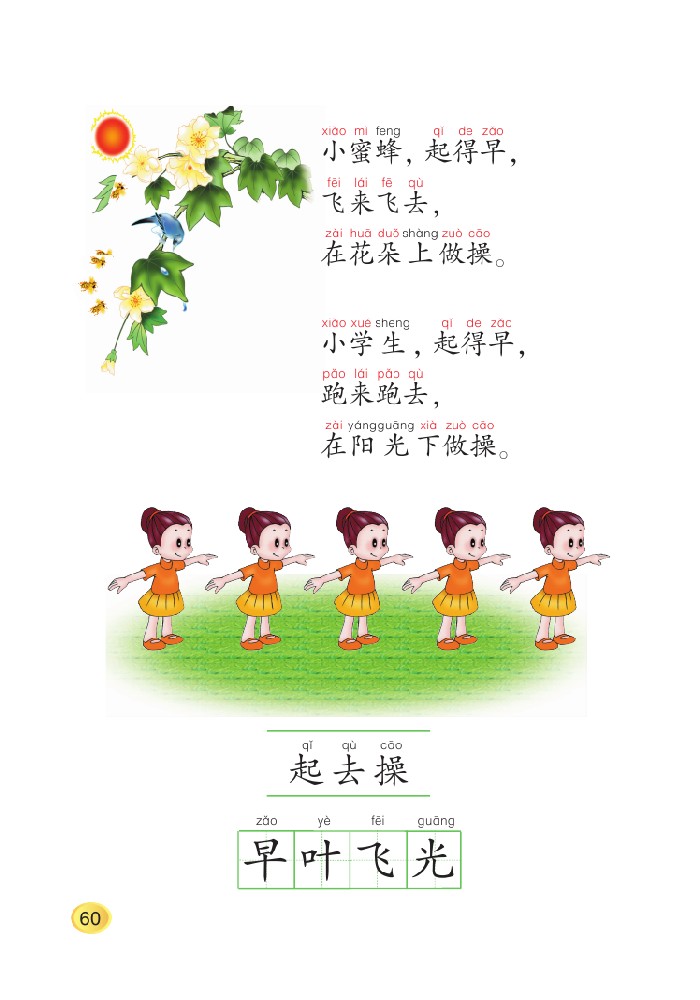 xiǎo mì fēng qǐ de zǎo
小蜜蜂，起得早，
fēi lái fēi qù
飞来飞去，
zài huā duǒ shàng zuò cāo
在花朵上做操。
xiǎo xué shēng qǐ de zǎo
小学生，起得早，
pǎo lái pǎo qù
跑来跑去，
zài yángguāng xià zuò cāo
在阳光下做操。
qǐ qù cāo
起去操
zǎo yè fēi guāng
早叶飞光
60